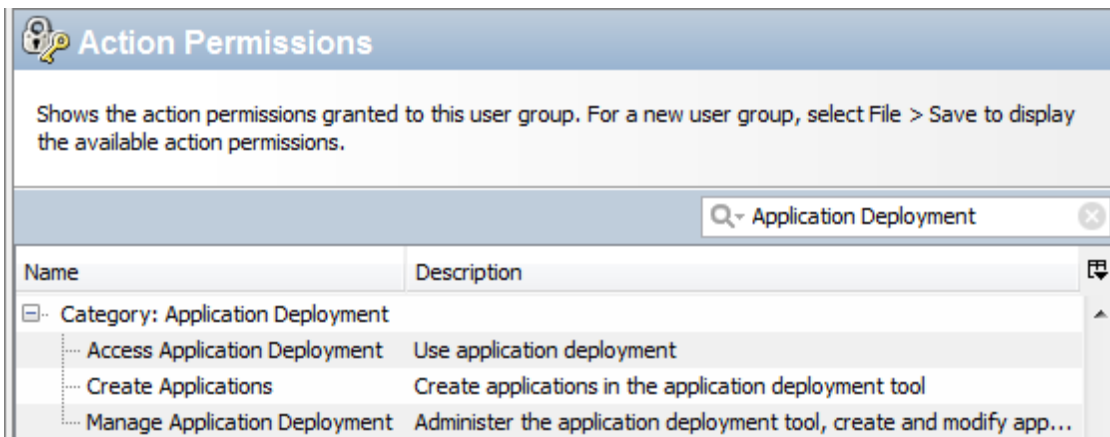 Action Permissions
Shows the action permissions granted to this user group. For a new user group, select File > Save to display
the available action permissions.
Application Deployment
Name Description
Category: Application Deployment
Access Application Deployment Use application deployment
Create Applications Create applications in the application deployment tool
Manage Application Deployment Administer the application deployment tool, create and modify app...